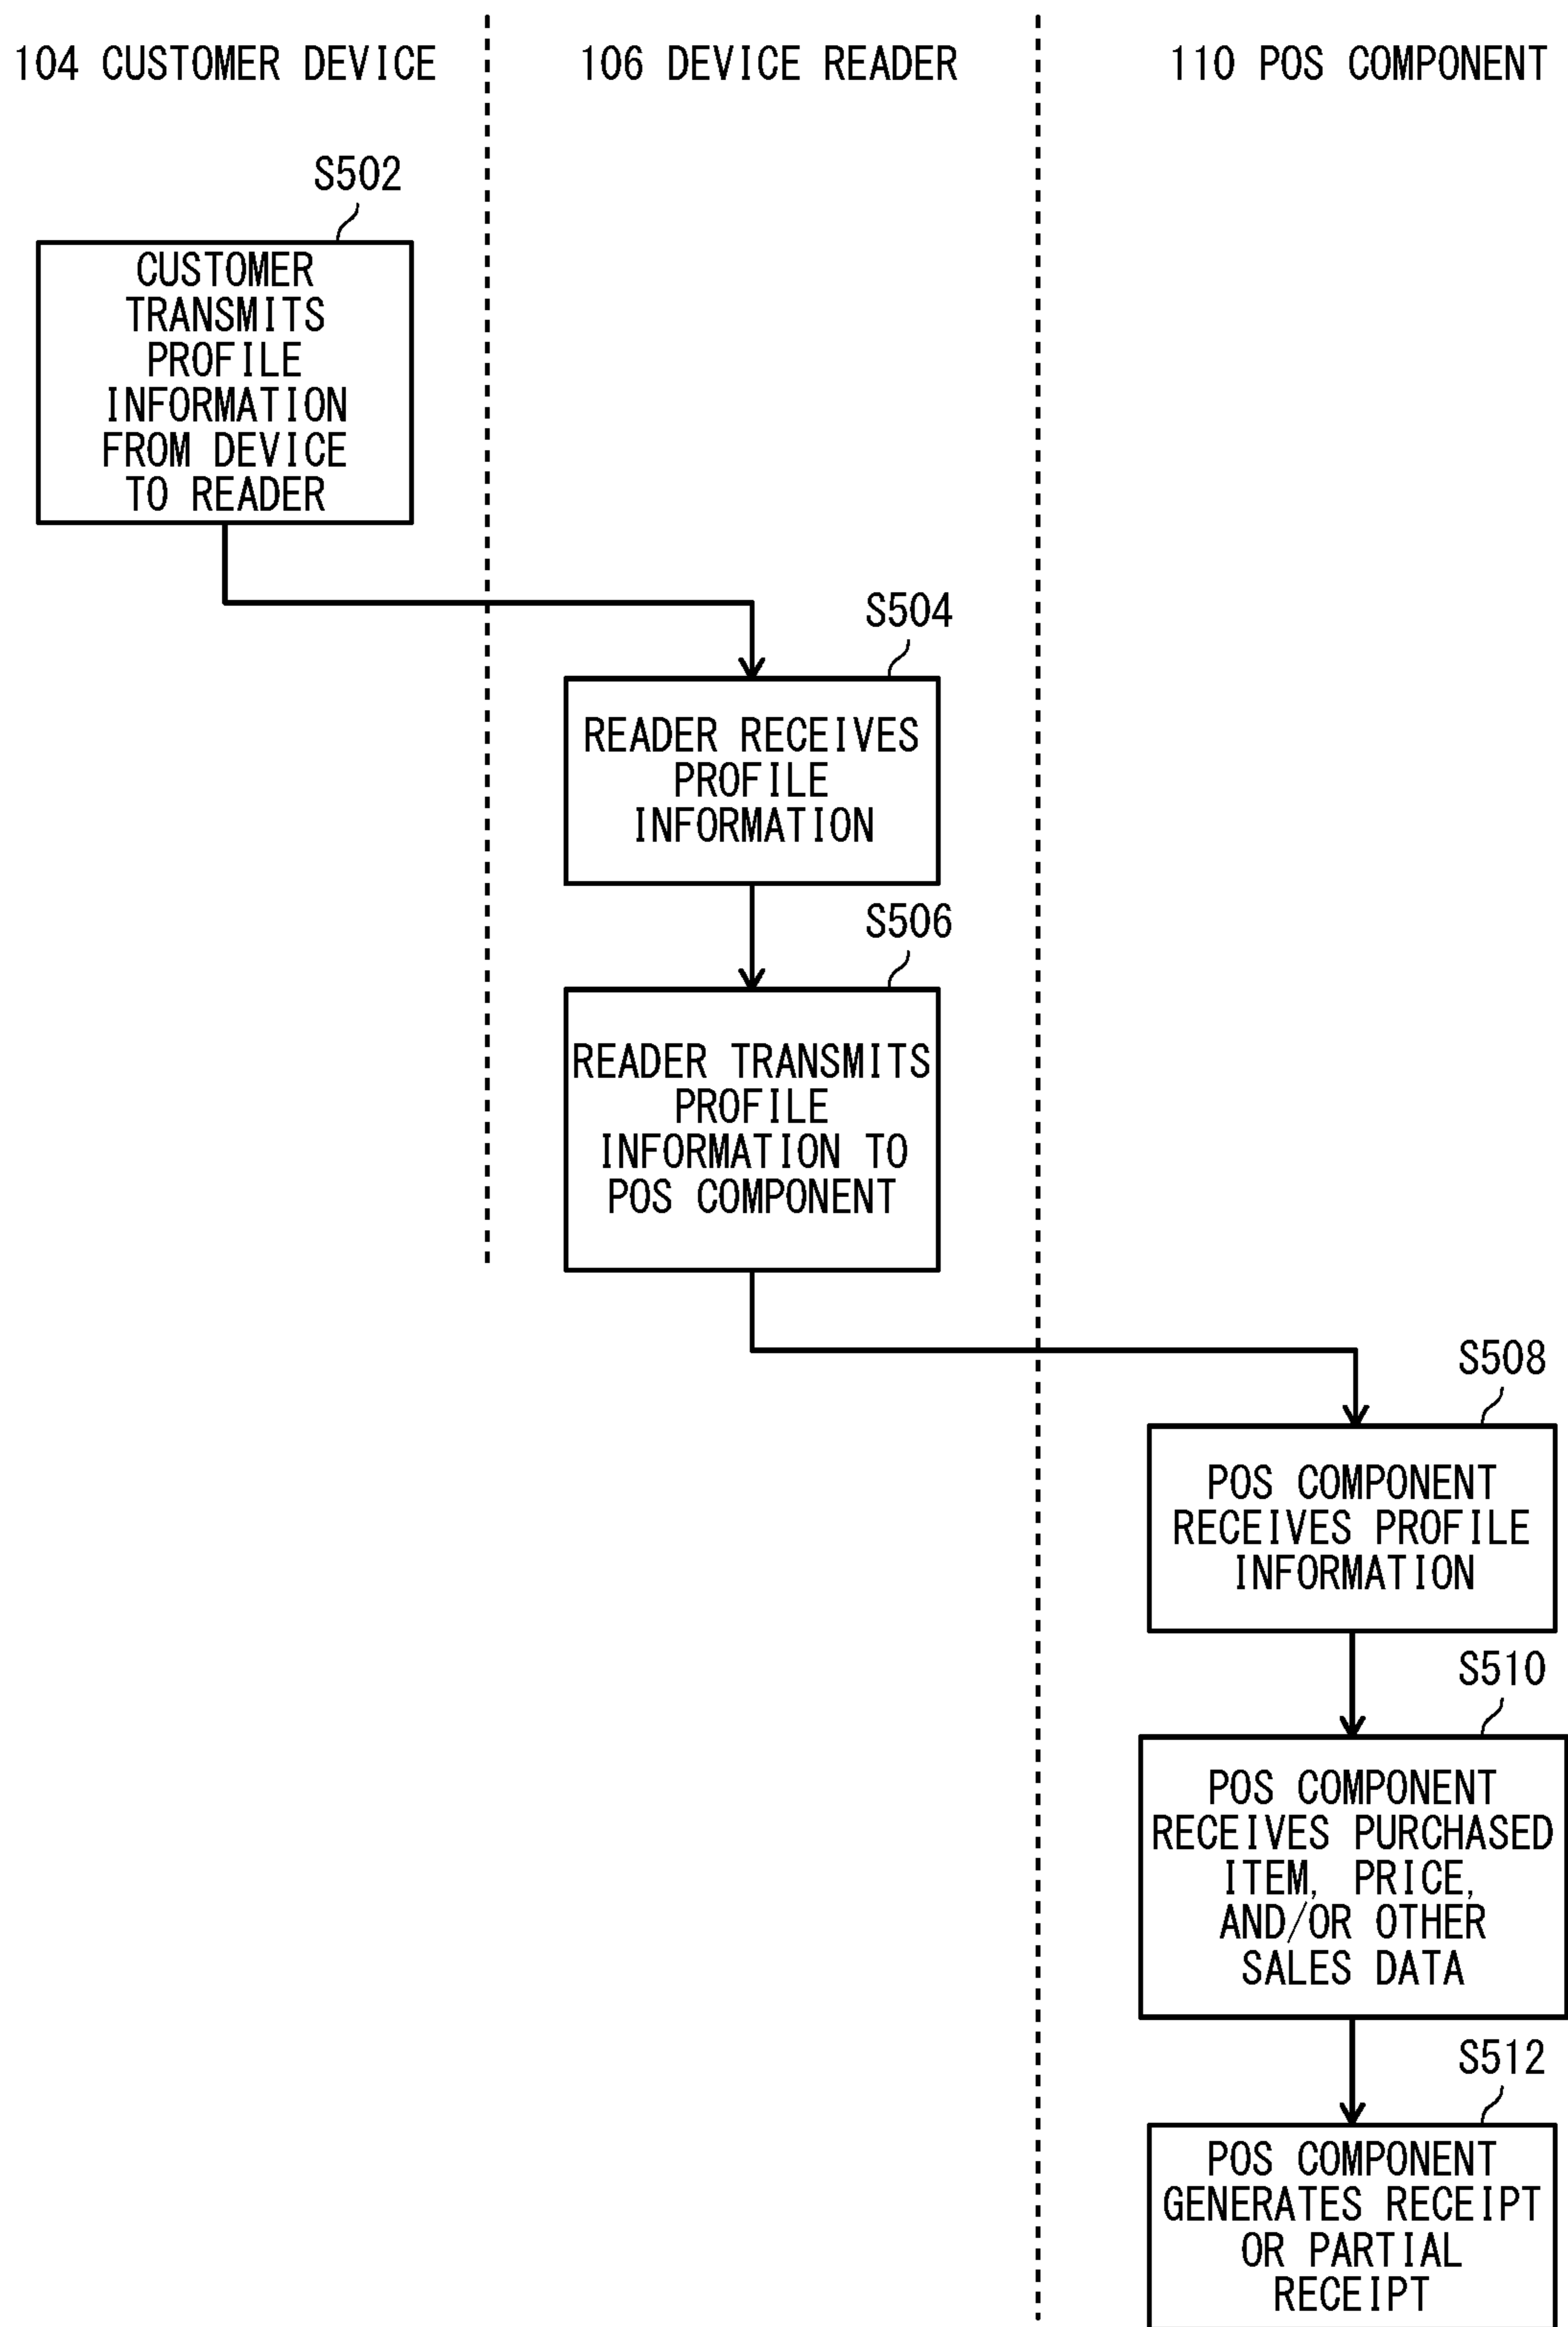 104 CUSTOMER DEVICE
106 DEVICE READER
110 POS COMPONENT
S502
CUSTOMER
TRANSMITS
PROFILE
INFORMATION
FROM DEVICE
TO READER
S504
READER RECEIVES
PROFILE
INFORMATION
S506
READER TRANSMITS
PROFILE
INFORMATION TO
POS COMPONENT
S508
POS COMPONENT
RECEIVES PROFILE
INFORMATION
S510
POS COMPONENT
RECEIVES PURCHASED
ITEM, PRICE,
AND/OR OTHER
SALES DATA
S512
POS COMPONENT
GENERATES RECEIPT
OR PARTIAL
RECEIPT